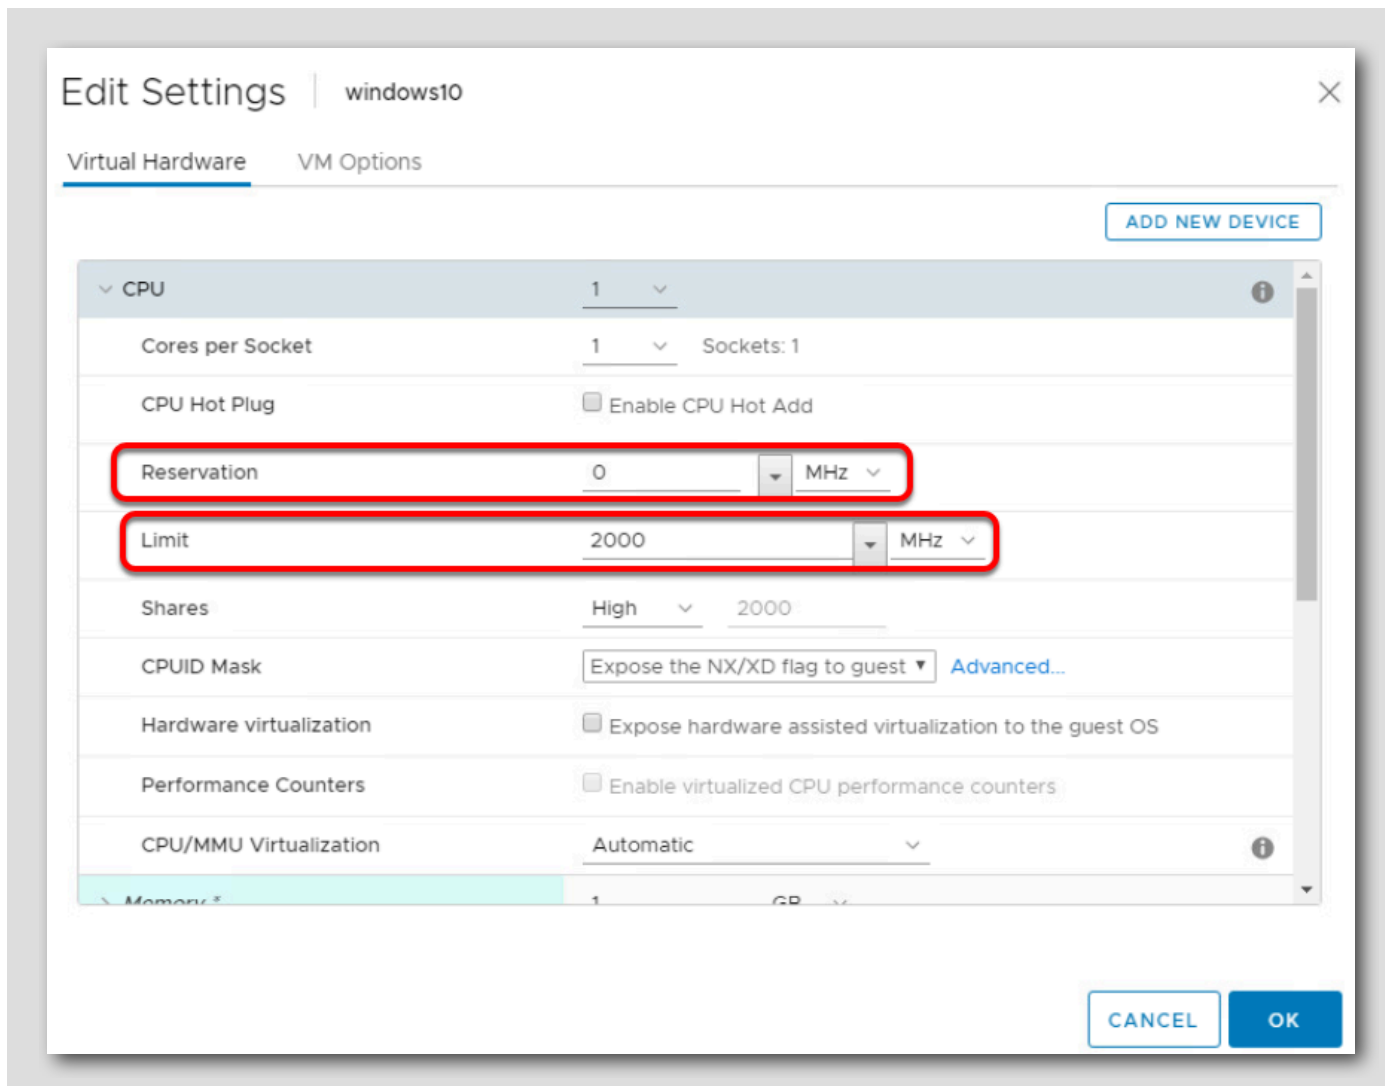 Edit Settings windows10
Virtual Hardware VM Options
ADD NEW DEVICE
CPU 1
Cores per Socket 1 Sockets: 1
CPU Hot Plug Enable CPU Hot Add
Reservation 0 MHz
Limit 2000 MHz
Shares High 2000
CPUID Mask Expose the NX/XD flag to guest Advanced...
Hardware virtualization Expose hardware assisted virtualization to the guest OS
Performance Counters Enable virtualized CPU performance counters
CPU/MMU Virtualization Automatic
Memory * 1 GB
CANCEL OK